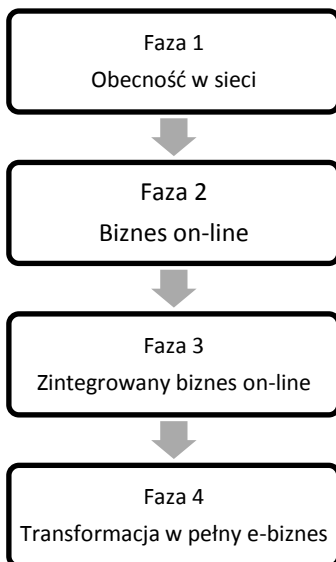 Faza 1
Obecność w sieci
Faza 2
Biznes on-line
Faza 3
Zintegrowany biznes on-line
Faza 4
Transformacja w pełny e-biznes